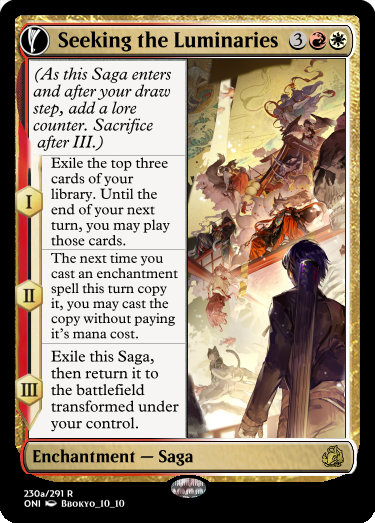 Seeking the Luminaries 3
(As this Saga enters
and after your draw
step, add a lore
counter. Sacrifice
after III.)
I
Exile the top three
cards of your
library. Until the
end of your next
turn, you may play
those cards.
II
The next time you
cast an enchantment
spell this turn copy
it, you may cast the
copy without paying
it's mana cost.
III
Exile this Saga,
then return it to
the battlefield
transformed under
your control.
Enchantment — Saga
230a/291 R
ONI Bbokyo_10_10